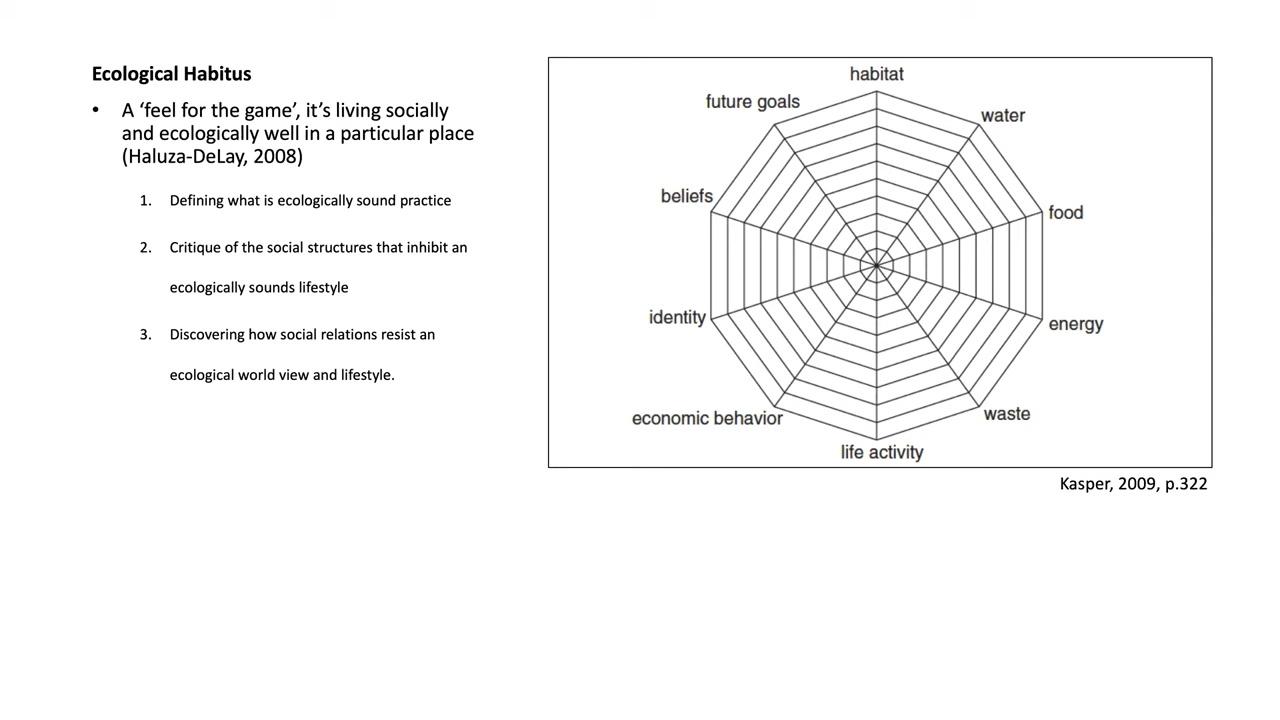 Ecological Habitus
• A ‘feel for the game’, it’s living socially
and ecologically well in a particular place
(Haluza-DeLay, 2008)
1. Defining what is ecologically sound practice
2. Critique of the social structures that inhibit an
ecologically sounds lifestyle
3. Discovering how social relations resist an
ecological world view and lifestyle.
habitat
future goals
water
beliefs
food
identity
energy
economic behavior
waste
life activity
Kasper, 2009, p.322